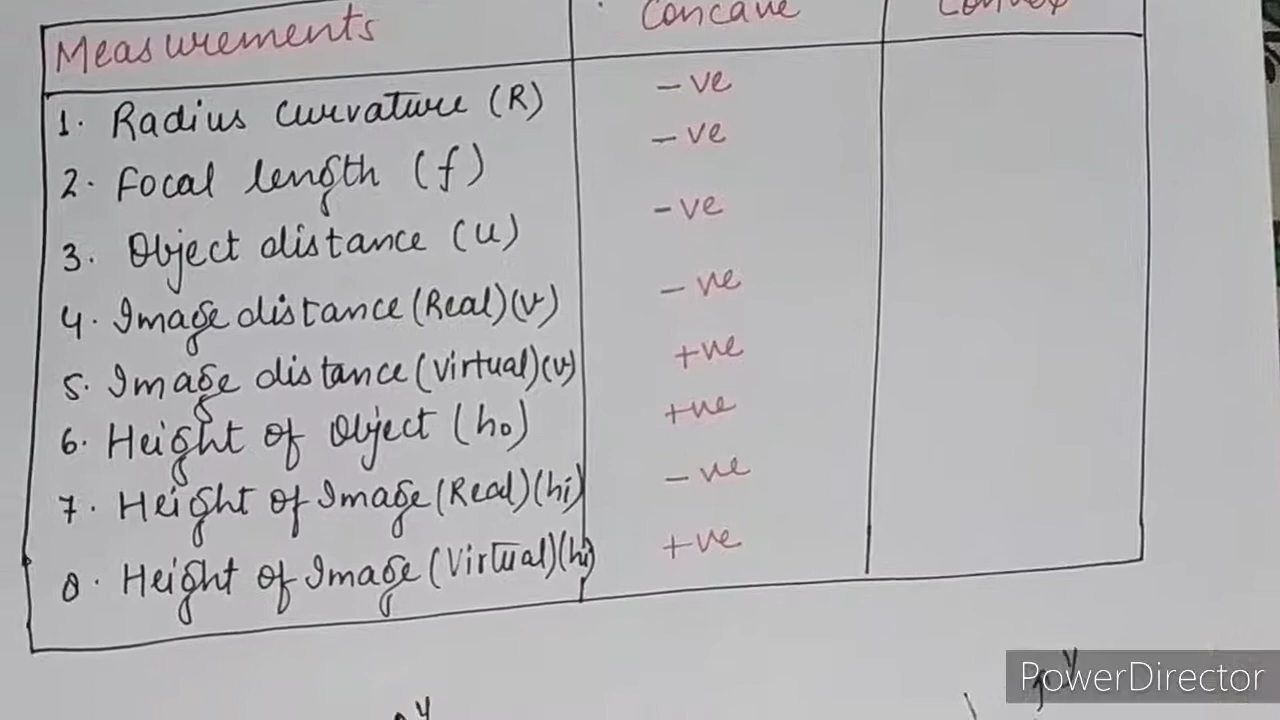 Measurements Concave Convex
1. Radius curvature (R) -ve
2. Focal length (f) -ve
3. Object distance (u) -ve
4. Image distance (Real)(v) -ve
5. Image distance (Virtual)(v) +ve
6. Height of Object (ho) +ve
7. Height of Image (Real)(hi) -ve
8. Height of Image (Virtual)(hi) +ve
y
y
PowerDirector